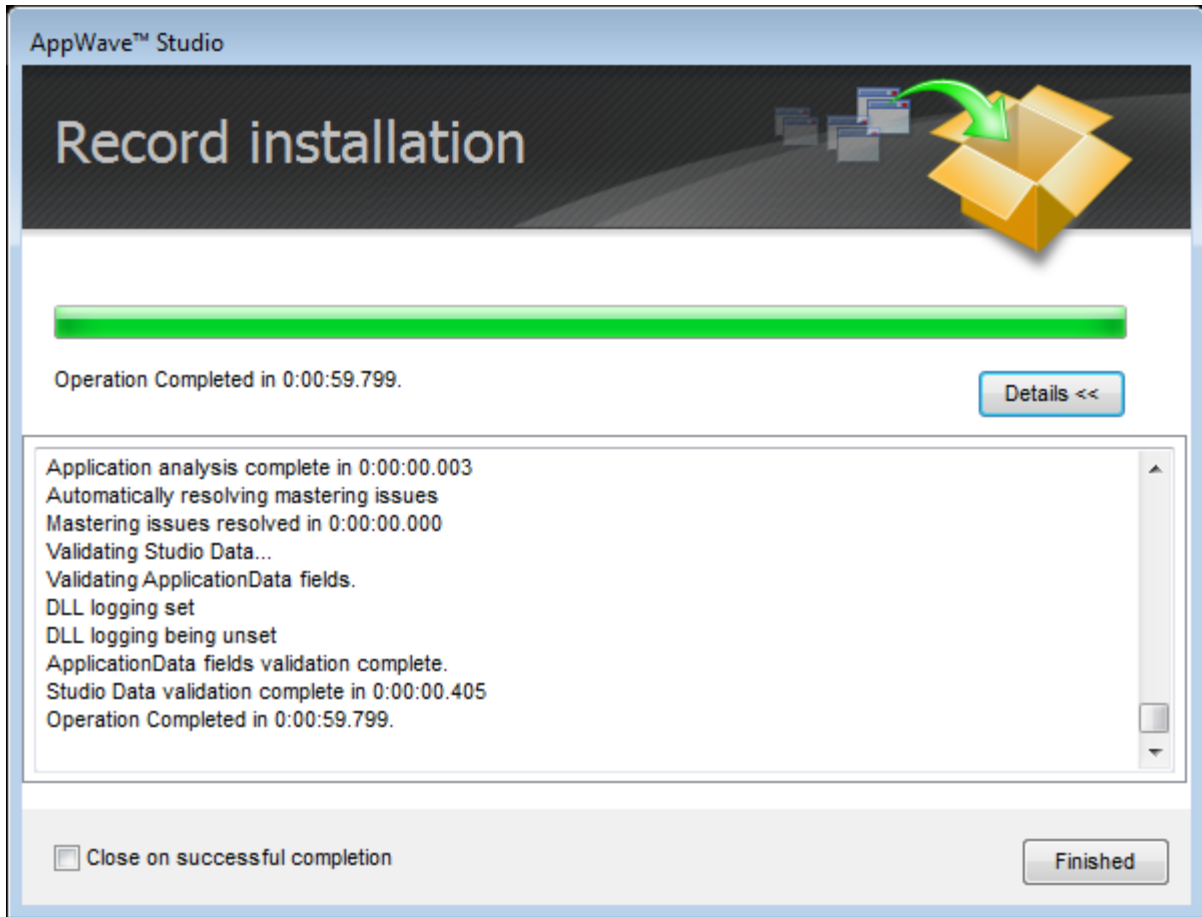 AppWave™ Studio
Record installation
Operation Completed in 0:00:59.799.
Details <<
Application analysis complete in 0:00:00.003
Automatically resolving mastering issues
Mastering issues resolved in 0:00:00.000
Validating Studio Data...
Validating ApplicationData fields.
DLL logging set
DLL logging being unset
ApplicationData fields validation complete.
Studio Data validation complete in 0:00:00.405
Operation Completed in 0:00:59.799.
Close on successful completion
Finished